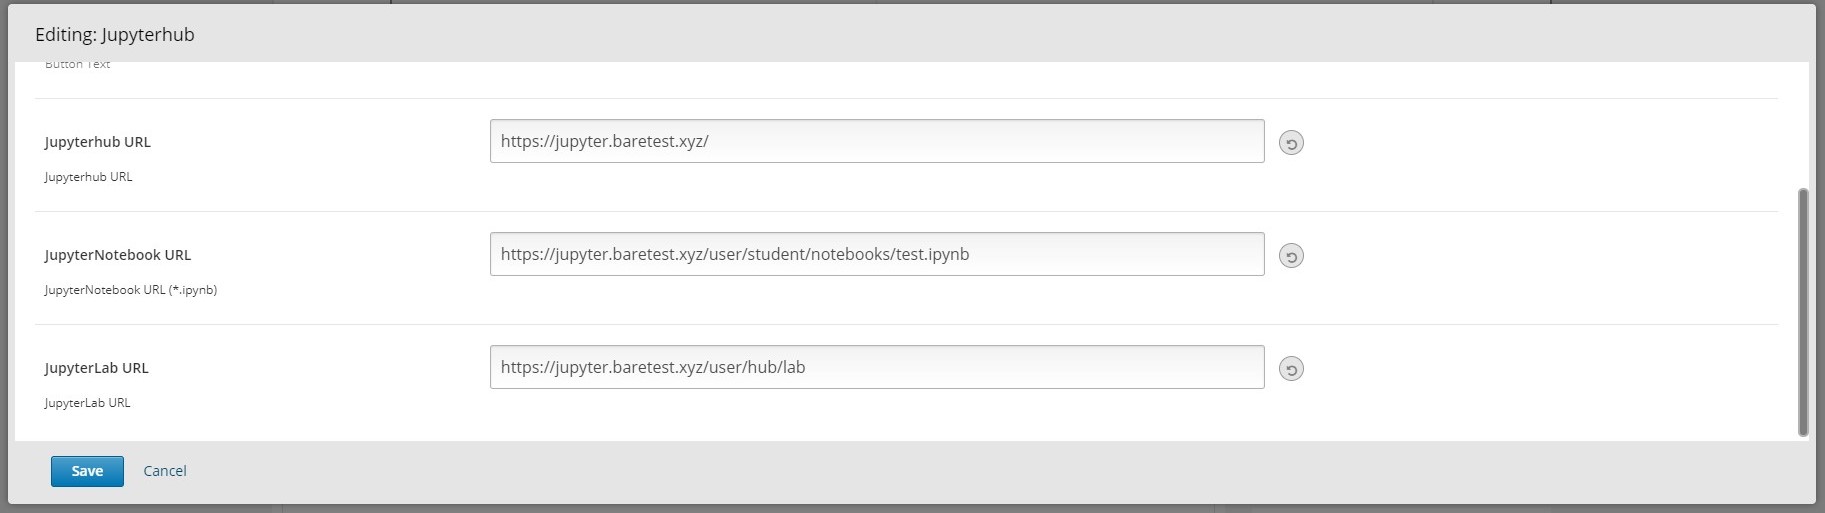 Editing: Jupyterhub
Button Text
Jupyterhub URL
https://jupyter.baretest.xyz/
Jupyterhub URL
JupyterNotebook URL
https://jupyter.baretest.xyz/user/student/notebooks/test.ipynb
JupyterNotebook URL (*.ipynb)
JupyterLab URL
https://jupyter.baretest.xyz/user/hub/lab
JupyterLab URL
Save
Cancel